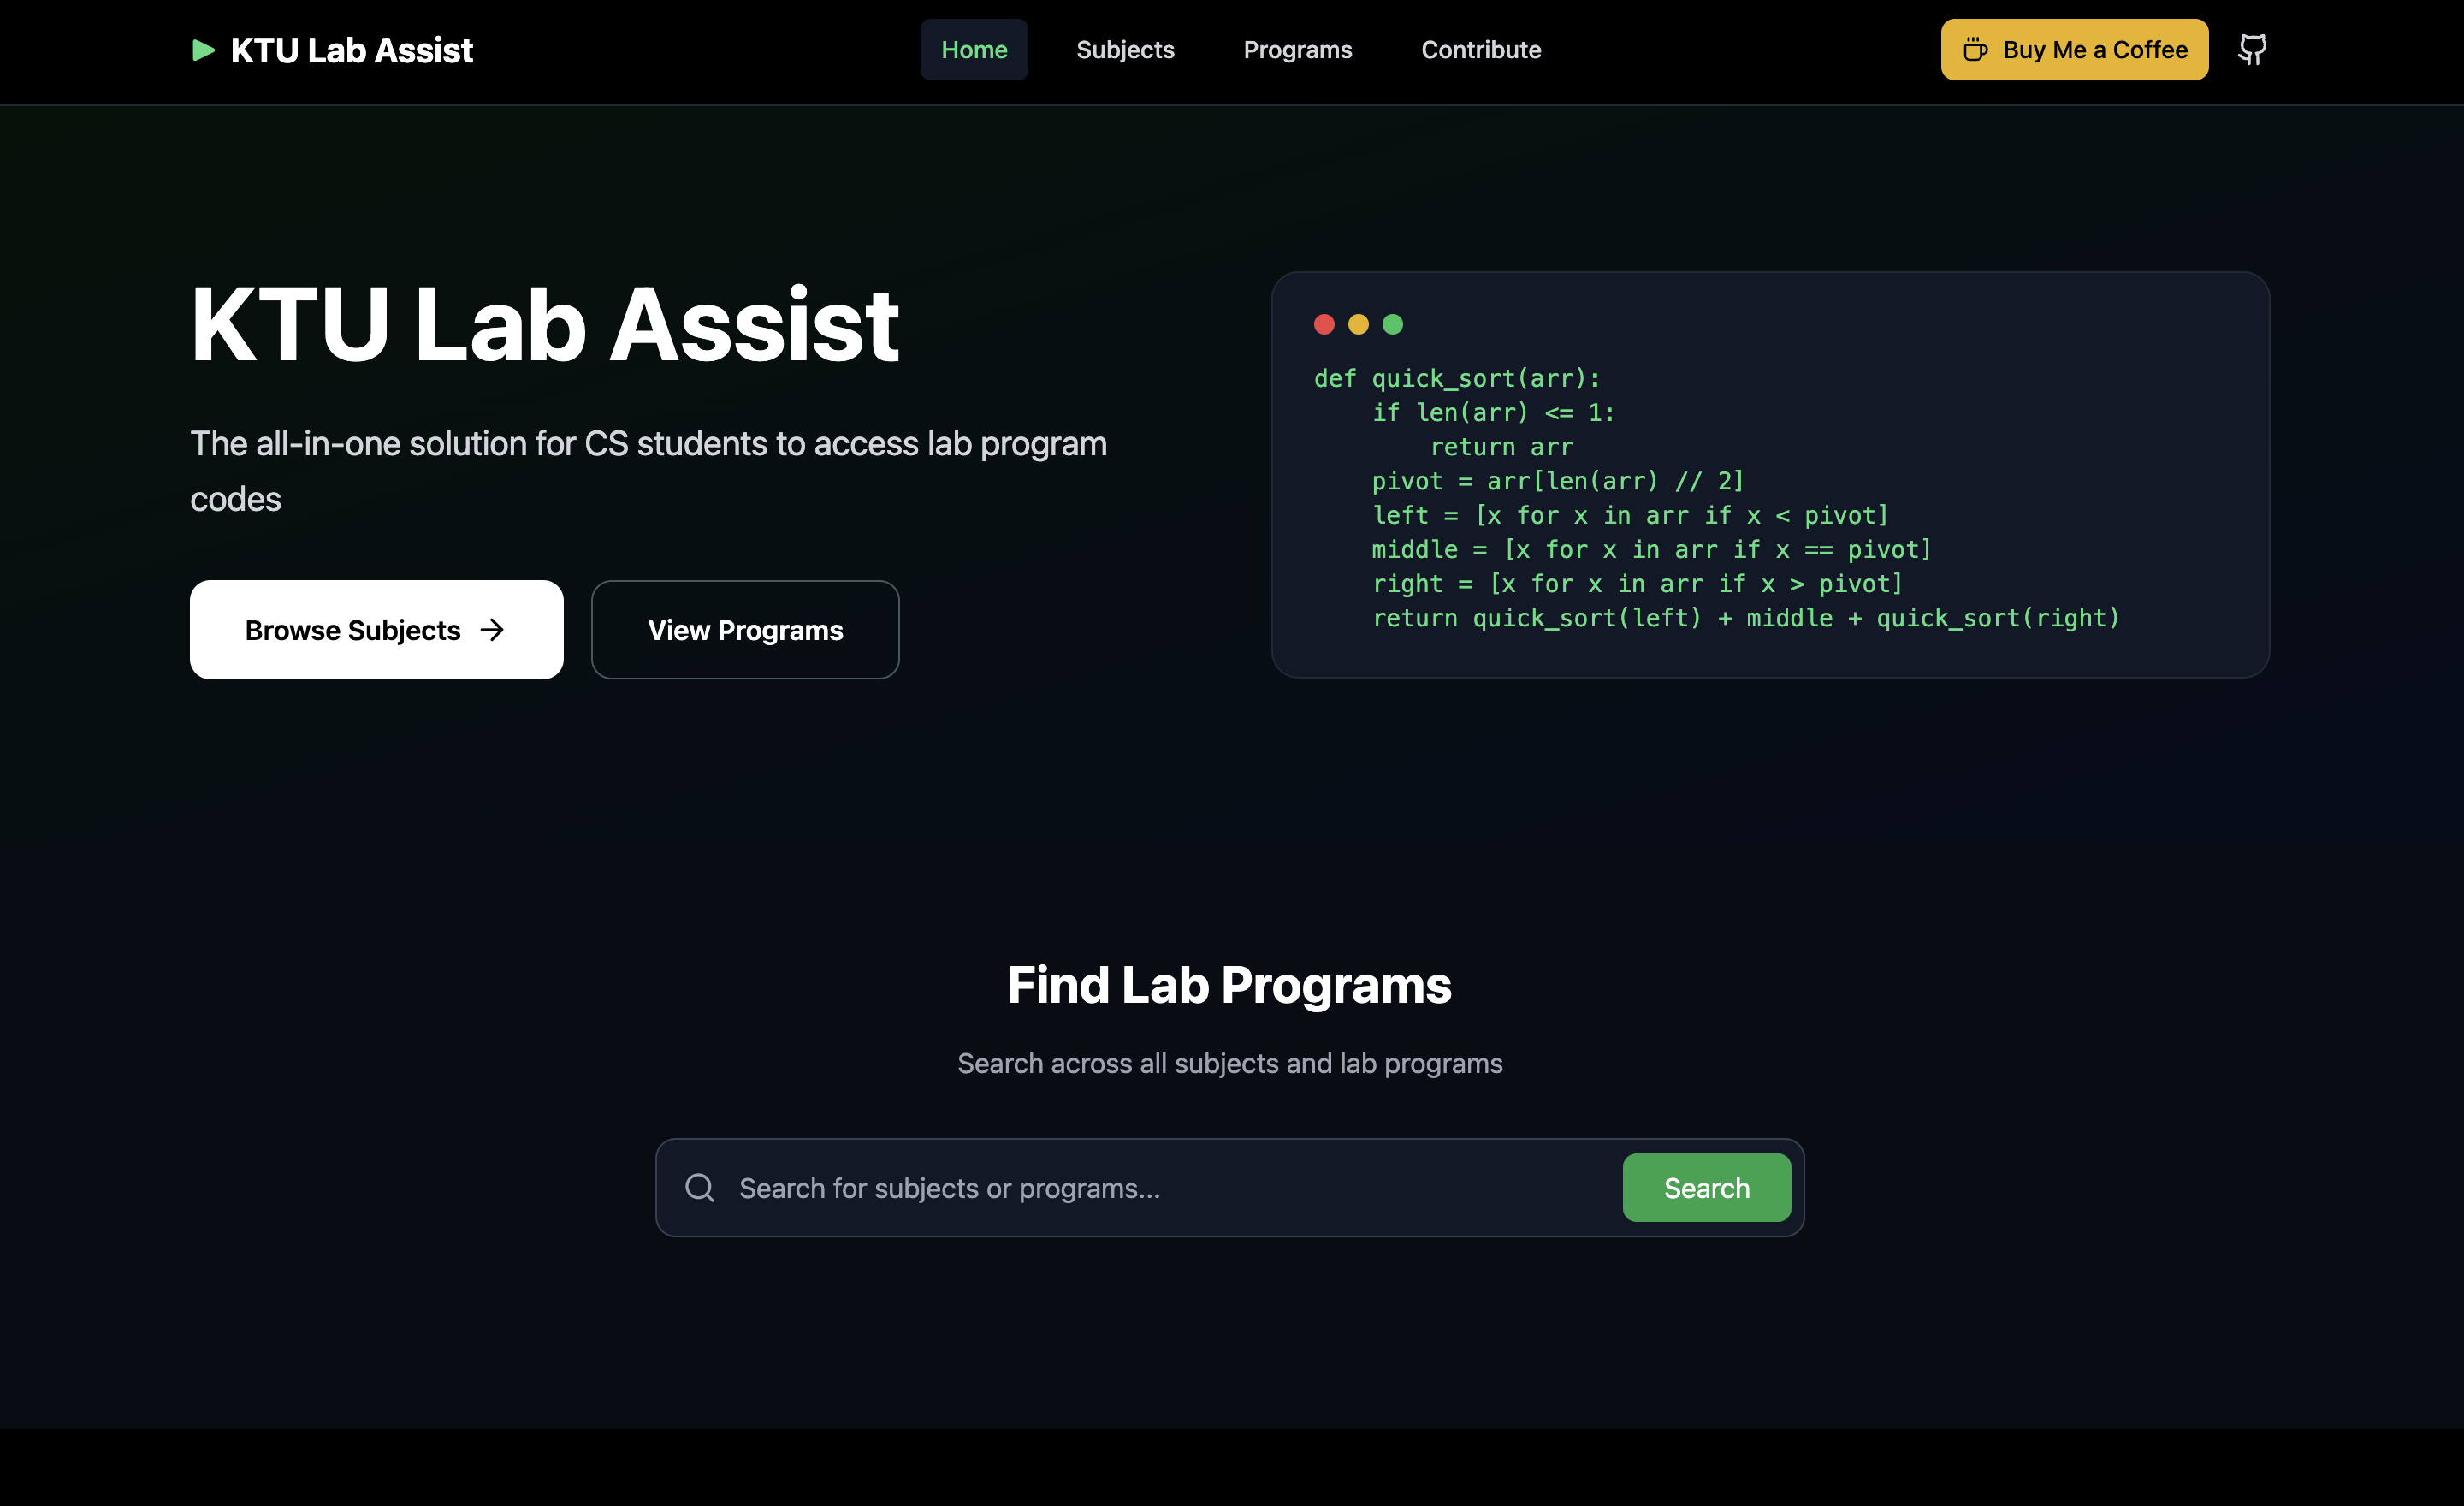 KTU Lab Assist
Home
Subjects
Programs
Contribute
Buy Me a Coffee
KTU Lab Assist
The all-in-one solution for CS students to access lab program
codes
Browse Subjects
View Programs
def quick_sort(arr):
    if len(arr) <= 1:
        return arr
    pivot = arr[len(arr) // 2]
    left = [x for x in arr if x < pivot]
    middle = [x for x in arr if x == pivot]
    right = [x for x in arr if x > pivot]
    return quick_sort(left) + middle + quick_sort(right)
Find Lab Programs
Search across all subjects and lab programs
Search for subjects or programs...
Search